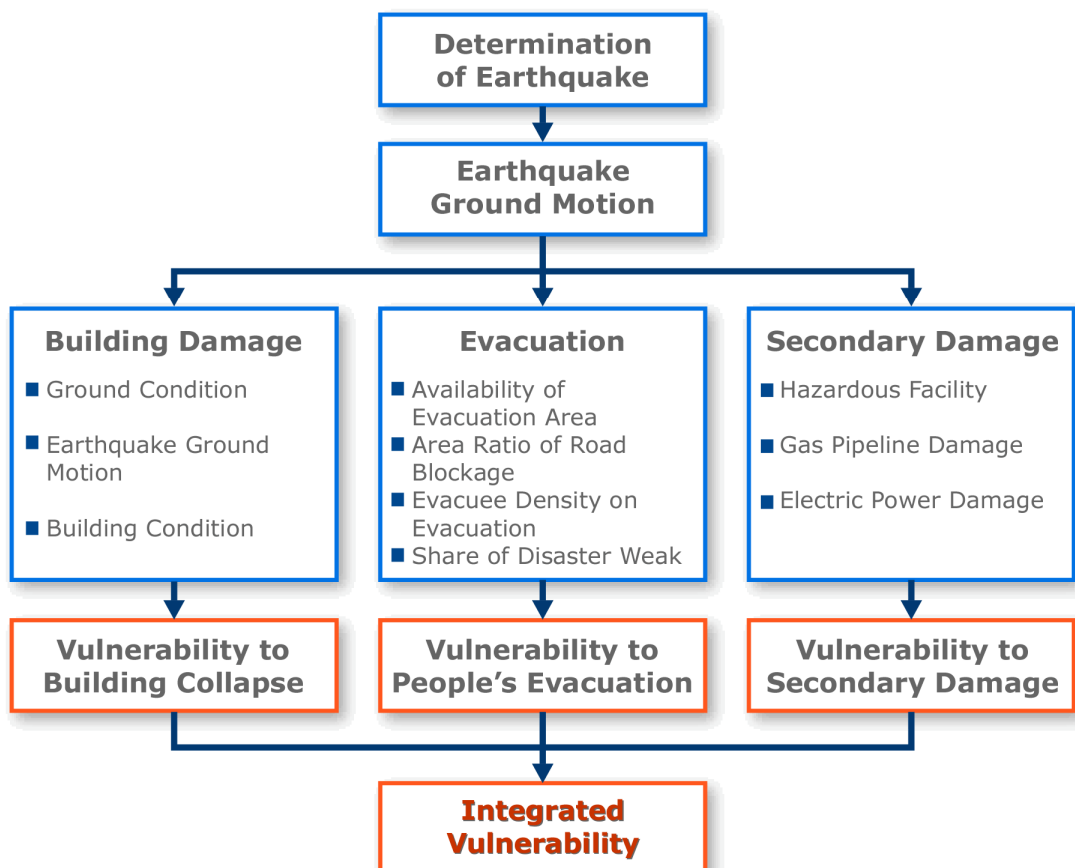 Determination
of Earthquake
Earthquake
Ground Motion
Building Damage
Ground Condition
Earthquake Ground
Motion
Building Condition
Evacuation
Availability of
Evacuation Area
Area Ratio of Road
Blockage
Evacuee Density on
Evacuation
Share of Disaster Weak
Secondary Damage
Hazardous Facility
Gas Pipeline Damage
Electric Power Damage
Vulnerability to
Building Collapse
Vulnerability to
People’s Evacuation
Vulnerability to
Secondary Damage
Integrated
Vulnerability